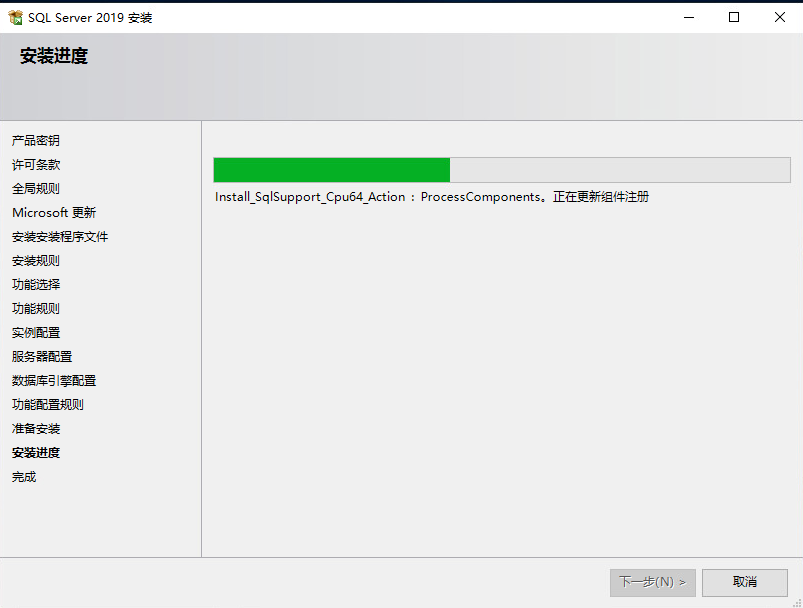 SQL Server 2019 安装
安装进度
产品密钥
许可条款
全局规则
Microsoft 更新
安装安装程序文件
安装规则
功能选择
功能规则
实例配置
服务器配置
数据库引擎配置
功能配置规则
准备安装
安装进度
完成
Install_SqlSupport_Cpu64_Action : ProcessComponents。正在更新组件注册
下一步(N) >
取消